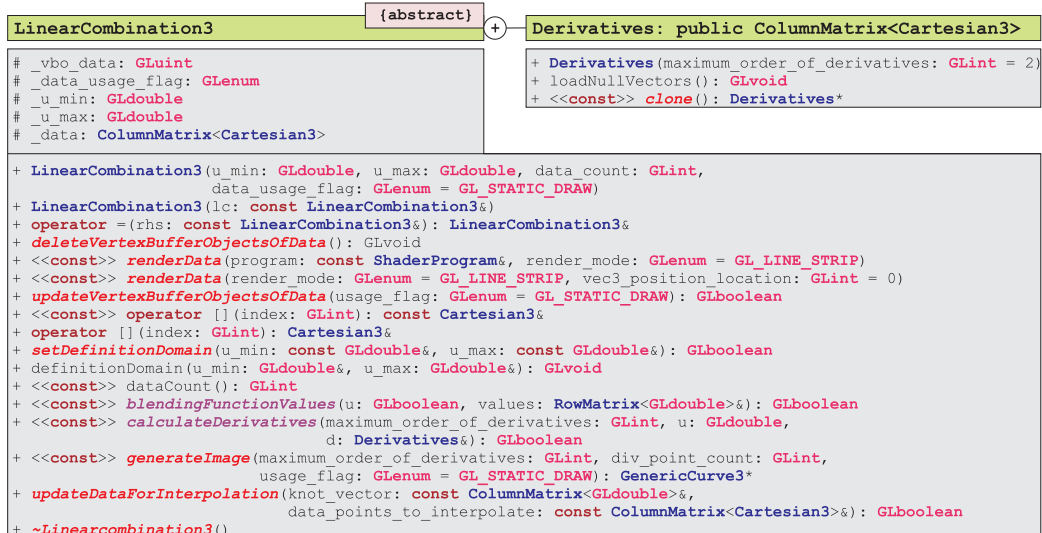 {abstract}
LinearCombination3
+
Derivatives: public ColumnMatrix<Cartesian3>
# _vbo_data: GLuint
# _data_usage_flag: GLenum
# _u_min: GLdouble
# _u_max: GLdouble
# _data: ColumnMatrix<Cartesian3>
+ Derivatives(maximum_order_of_derivatives: GLint = 2)
+ loadNullVectors(): GLvoid
+ <<const>> clone(): Derivatives*
+ LinearCombination3(u_min: GLdouble, u_max: GLdouble, data_count: GLint,
data_usage_flag: GLenum = GL_STATIC_DRAW)
+ LinearCombination3(lc: const LinearCombination3&)
+ operator =(rhs: const LinearCombination3&): LinearCombination3&
+ deleteVertexBufferObjectsOfData(): GLvoid
+ <<const>> renderData(program: const ShaderProgram&, render_mode: GLenum = GL_LINE_STRIP)
+ <<const>> renderData(render_mode: GLenum = GL_LINE_STRIP, vec3_position_location: GLint = 0)
+ updateVertexBufferObjectsOfData(usage_flag: GLenum = GL_STATIC_DRAW): GLboolean
+ <<const>> operator [](index: GLint): const Cartesian3&
+ operator [](index: GLint): Cartesian3&
+ setDefinitionDomain(u_min: const GLdouble&, u_max: const GLdouble&): GLboolean
+ definitionDomain(u_min: GLdouble&, u_max: GLdouble&): GLvoid
+ <<const>> dataCount(): GLint
+ <<const>> blendingFunctionValues(u: GLboolean, values: RowMatrix<GLdouble>&): GLboolean
+ <<const>> calculateDerivatives(maximum_order_of_derivatives: GLint, u: GLdouble,
d: Derivatives&): GLboolean
+ <<const>> generateImage(maximum_order_of_derivatives: GLint, div_point_count: GLint,
usage_flag: GLenum = GL_STATIC_DRAW): GenericCurve3*
+ updateDataForInterpolation(knot_vector: const ColumnMatrix<GLdouble>&,
data_points_to_interpolate: const ColumnMatrix<Cartesian3>&): GLboolean
+ ~Linearcombination3()